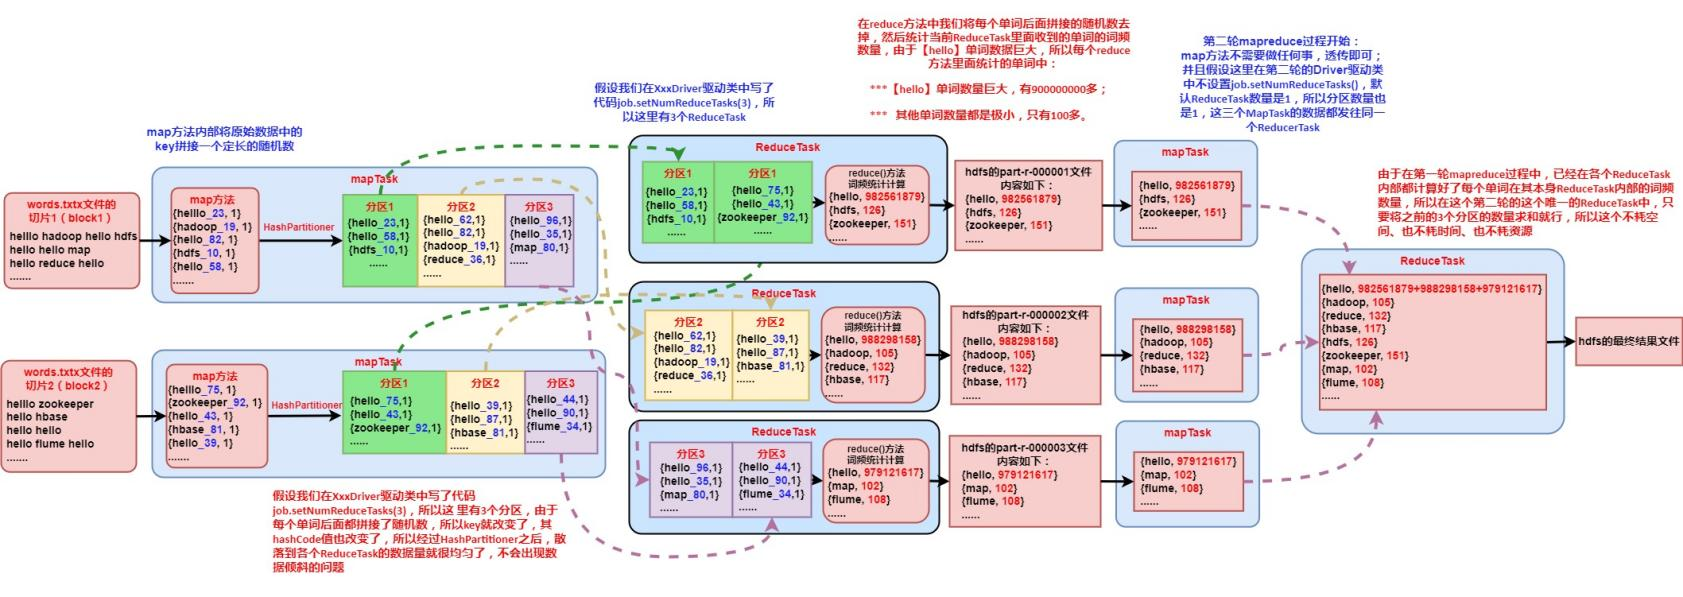 map方法内部将原始数据中的
key拼接一个定长的随机数
words.txtx文件的
切片1（block1）
helllo hadoop hello hdfs
hello hello map
hello reduce hello
.......
mapTask
map方法
{helllo_23, 1}
{hadoop_19, 1}
{hello_82, 1}
{hdfs_10, 1}
{hello_58, 1}
.......
HashPartitioner
分区1
{hello_23,1}
{hello_58,1}
{hdfs_10,1}
......
分区2
{hello_62,1}
{hello_82,1}
{hadoop_19,1}
{reduce_36,1}
......
分区3
{hello_96,1}
{hello_35,1}
{map_80,1}
......
words.txtx文件的
切片2（block2）
helllo zookeeper
hello hbase
hello hello
hello flume hello
.......
mapTask
map方法
{helllo_75, 1}
{zookeeper_92, 1}
{hello_43, 1}
{hbase_81, 1}
{hello_39, 1}
.......
HashPartitioner
分区1
{hello_75,1}
{hello_43,1}
{zookeeper_92,1}
......
分区2
{hello_39,1}
{hello_87,1}
{hbase_81,1}
......
分区3
{hello_44,1}
{hello_90,1}
{flume_34,1}
......
假设我们在XxxDriver驱动类中写了代码
job.setNumReduceTasks(3)，所以这 里有3个分区，由于
每个单词后面都拼接了随机数，所以key就改变了，其
hashCode值也改变了，所以经过HashPartitioner之后，散
落到各个ReduceTask的数据量就很均匀了，不会出现数
据倾斜的问题
假设我们在XxxDriver驱动类中写了
代码job.setNumReduceTasks(3)，所
以这里有3个ReduceTask
在reduce方法中我们将每个单词后面拼接的随机数去
掉，然后统计当前ReduceTask里面收到的单词的词频
数量，由于【hello】单词数据巨大，所以每个reduce
方法里面统计的单词中：
***【hello】单词数量巨大，有900000000多；
*** 其他单词数量都是极小，只有100多。
ReduceTask
分区1
{hello_23,1}
{hello_58,1}
{hdfs_10,1}
......
分区1
{hello_75,1}
{hello_43,1}
{zookeeper_92,1}
......
reduce()方法
词频统计计算
{hello, 982561879}
{hdfs, 126}
{zookeeper, 151}
......
hdfs的part-r-000001文件
内容如下：
{hello, 982561879}
{hdfs, 126}
{zookeeper, 151}
......
ReduceTask
分区2
{hello_62,1}
{hello_82,1}
{hadoop_19,1}
{reduce_36,1}
......
分区2
{hello_39,1}
{hello_87,1}
{hbase_81,1}
......
reduce()方法
词频统计计算
{hello, 988298158}
{hadoop, 105}
{reduce, 132}
{hbase, 117}
......
hdfs的part-r-000002文件
内容如下：
{hello, 988298158}
{hadoop, 105}
{reduce, 132}
{hbase, 117}
......
ReduceTask
分区3
{hello_96,1}
{hello_35,1}
{map_80,1}
......
分区3
{hello_44,1}
{hello_90,1}
{flume_34,1}
......
reduce()方法
词频统计计算
{hello, 979121617}
{map, 102}
{flume, 108}
......
hdfs的part-r-000003文件
内容如下：
{hello, 979121617}
{map, 102}
{flume, 108}
......
第二轮mapreduce过程开始：
map方法不需要做任何事，透传即可；
并且假设这里在第二轮的Driver驱动类
中不设置job.setNumReduceTasks()，默
认ReduceTask数量是1，所以分区数量也
是1，这三个MapTask的数据都发往同一
个ReducerTask
mapTask
{hello, 982561879}
{hdfs, 126}
{zookeeper, 151}
......
mapTask
{hello, 988298158}
{hadoop, 105}
{reduce, 132}
{hbase, 117}
......
mapTask
{hello, 979121617}
{map, 102}
{flume, 108}
......
由于在第一轮mapreduce过程中，已经在各个ReduceTask
内部都计算好了每个单词在其本身ReduceTask内部的词频
数量，所以在这个第二轮的这个唯一的ReduceTask中，只
要将之前的3个分区的数量求和就行，所以这个不耗空
间、也不耗时间、也不耗资源
ReduceTask
{hello, 982561879+988298158+979121617}
{hadoop, 105}
{reduce, 132}
{hbase, 117}
{hdfs, 126}
{zookeeper, 151}
{map, 102}
{flume, 108}
......
hdfs的最终结果文件